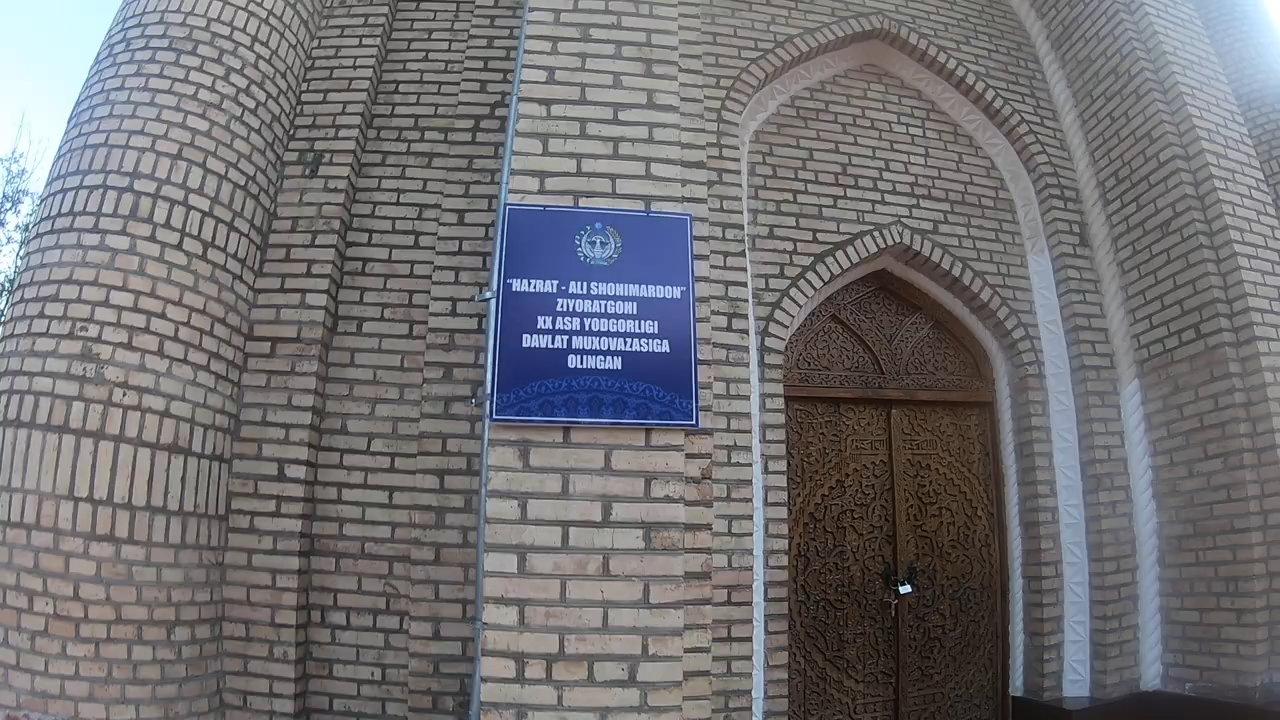 “HAZRAT - ALI SHOHIMARDON”
ZIYORATGOHI
XX ASR YODGORLIGI
DAVLAT MUXOVAZASIGA
OLINGAN